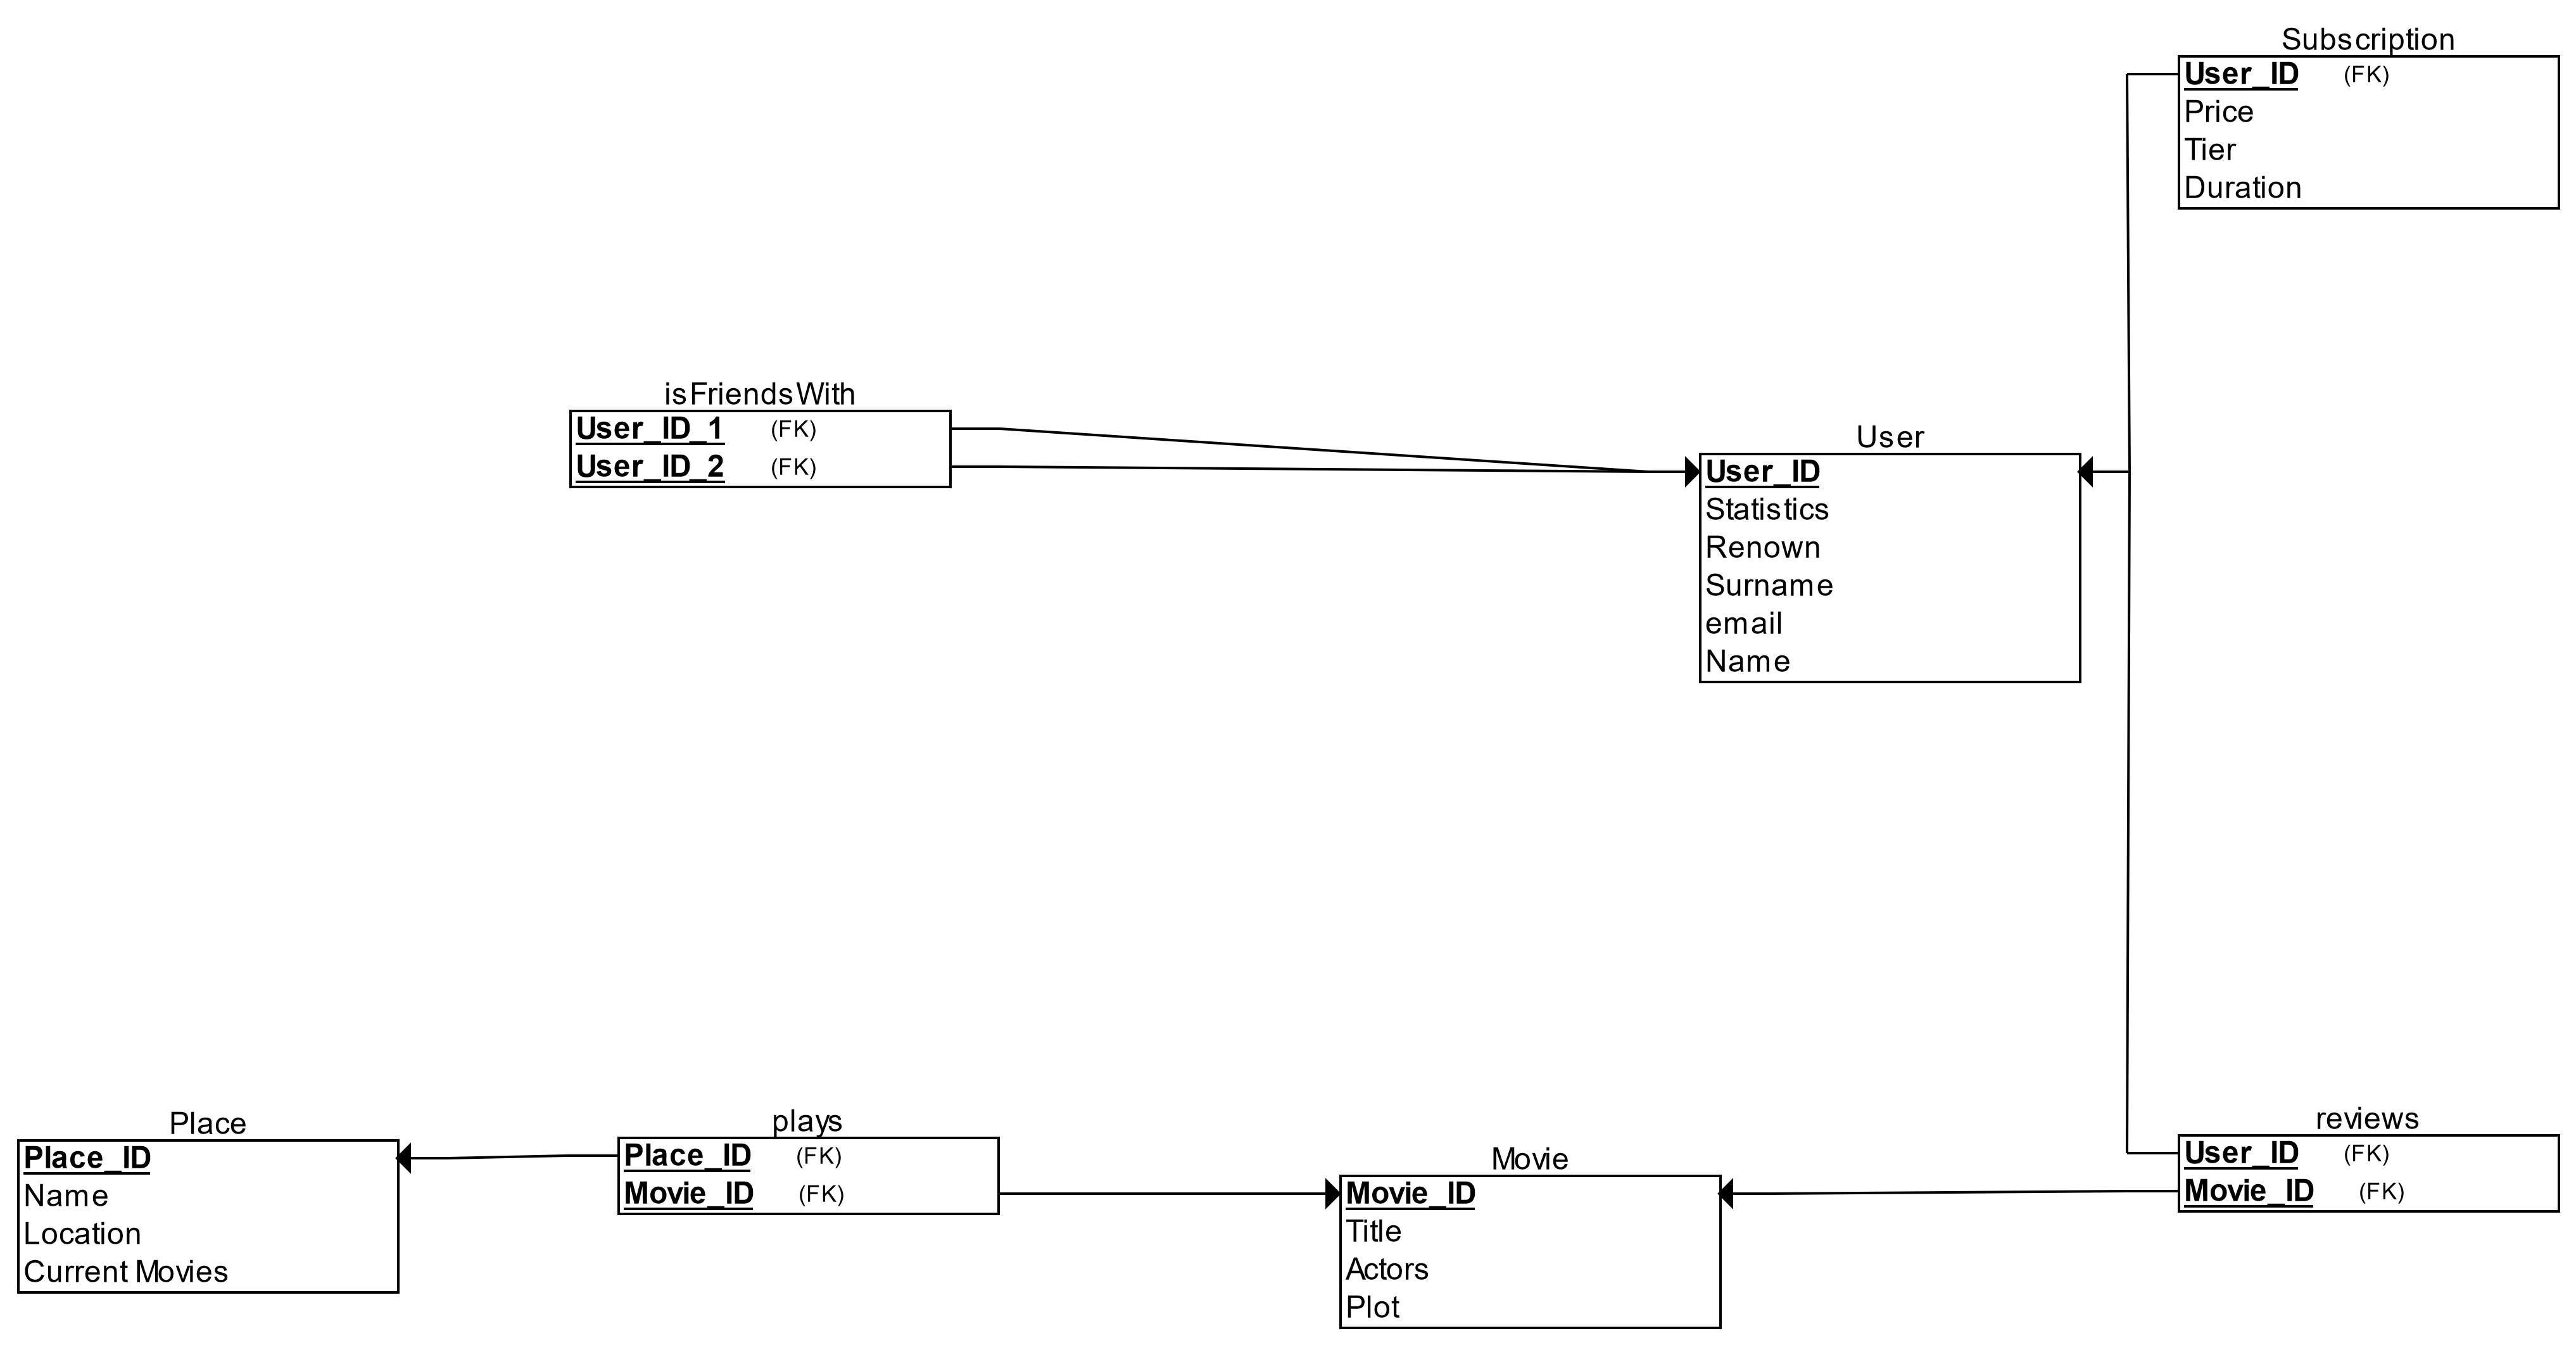 Subscription
User_ID (FK)
Price
Tier
Duration
isFriendsWith
User_ID_1 (FK)
User_ID_2 (FK)
User
User_ID
Statistics
Renown
Surname
email
Name
Place
Place_ID
Name
Location
Current Movies
plays
Place_ID (FK)
Movie_ID (FK)
Movie
Movie_ID
Title
Actors
Plot
reviews
User_ID (FK)
Movie_ID (FK)